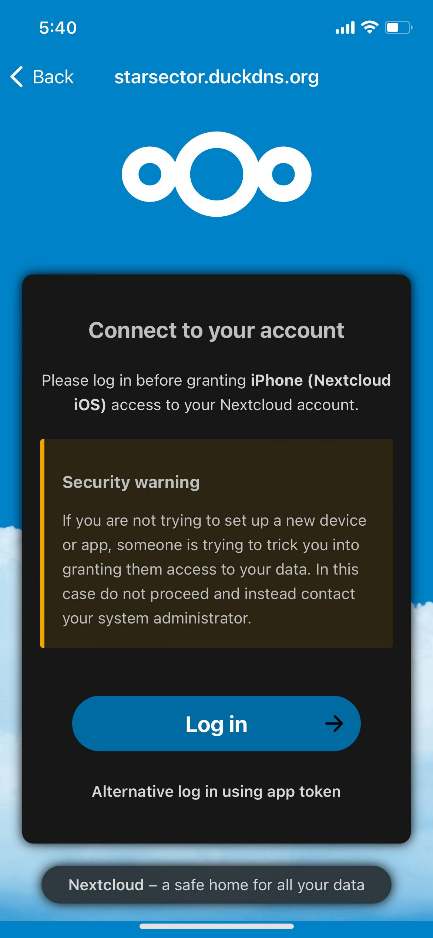 5:40
Back
starsector.duckdns.org
Connect to your account
Please log in before granting iPhone (Nextcloud
iOS) access to your Nextcloud account.
Security warning
If you are not trying to set up a new device
or app, someone is trying to trick you into
granting them access to your data. In this
case do not proceed and instead contact
your system administrator.
Log in
Alternative log in using app token
Nextcloud – a safe home for all your data